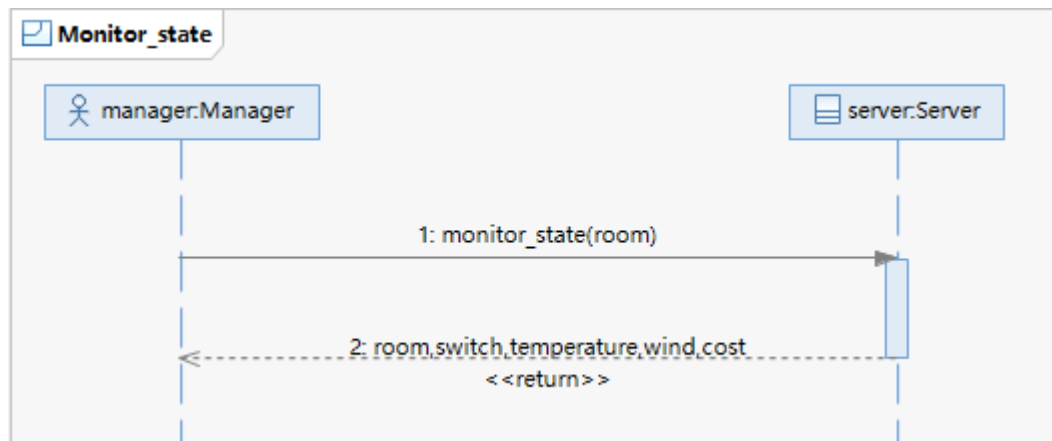 Monitor_state
manager:Manager
server:Server
1: monitor_state(room)
2: room,switch,temperature,wind,cost
<<return>>